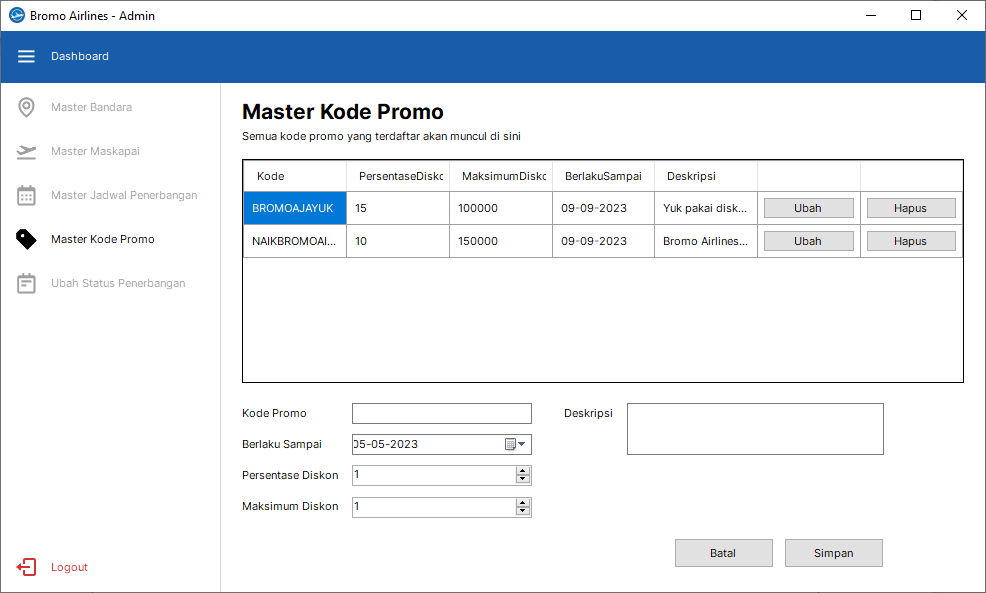 Bromo Airlines - Admin
Dashboard
Master Bandara
Master Maskapai
Master Jadwal Penerbangan
Master Kode Promo
Ubah Status Penerbangan
Logout
Master Kode Promo
Semua kode promo yang terdaftar akan muncul di sini
Kode PersentaseDiskc MaksimumDiskc BerlakuSampai Deskripsi
BROMOAJAYUK 15 100000 09-09-2023 Yuk pakai disk... Ubah Hapus
NAIKBROMOAI... 10 150000 09-09-2023 Bromo Airlines... Ubah Hapus
Kode Promo
Berlaku Sampai 05-05-2023
Persentase Diskon 1
Maksimum Diskon 1
Deskripsi
Batal Simpan